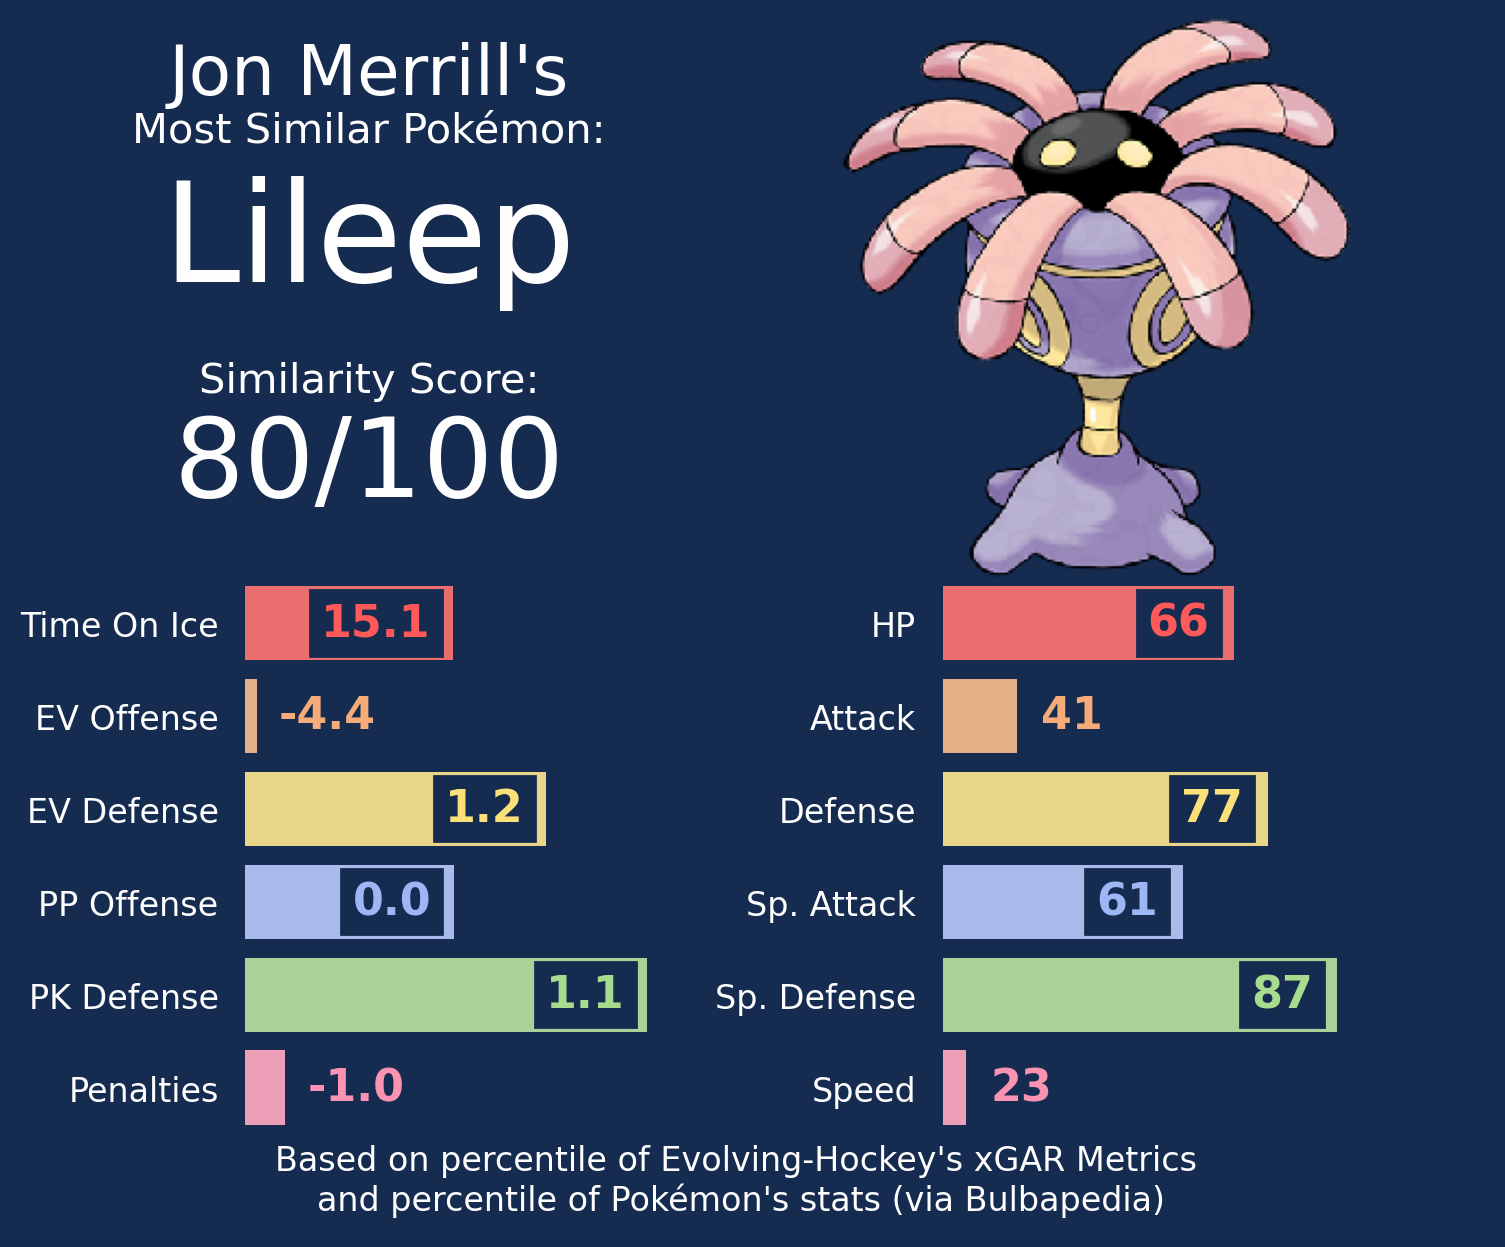 Jon Merrill's
Most Similar Pokémon:
Lileep
Similarity Score:
80/100
Time On Ice 15.1
EV Offense -4.4
EV Defense 1.2
PP Offense 0.0
PK Defense 1.1
Penalties -1.0
HP 66
Attack 41
Defense 77
Sp. Attack 61
Sp. Defense 87
Speed 23
Based on percentile of Evolving-Hockey's xGAR Metrics
and percentile of Pokémon's stats (via Bulbapedia)